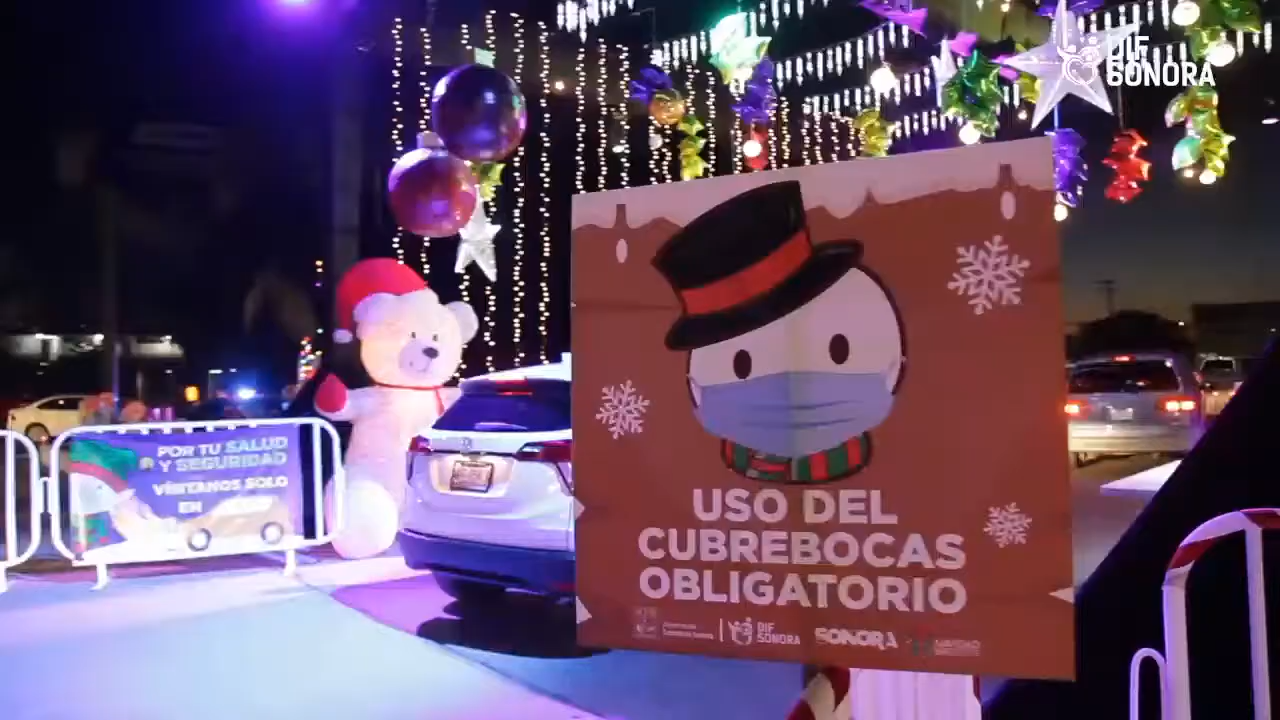 DIF
SONORA
POR TU SALUD
Y SEGURIDAD
VISÍTANOS SOLO
EN
USO DEL
CUBREBOCAS
OBLIGATORIO
DIF
SONORA
SONORA